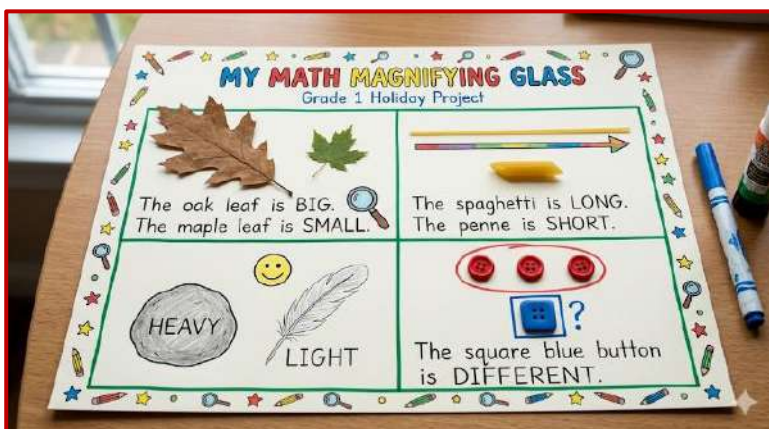 MY MATH MAGNIFYING GLASS
Grade 1 Holiday Project
The oak leaf is BIG.
The maple leaf is SMALL.
The spaghetti is LONG.
The penne is SHORT.
HEAVY
LIGHT
?
The square blue button
is DIFFERENT.